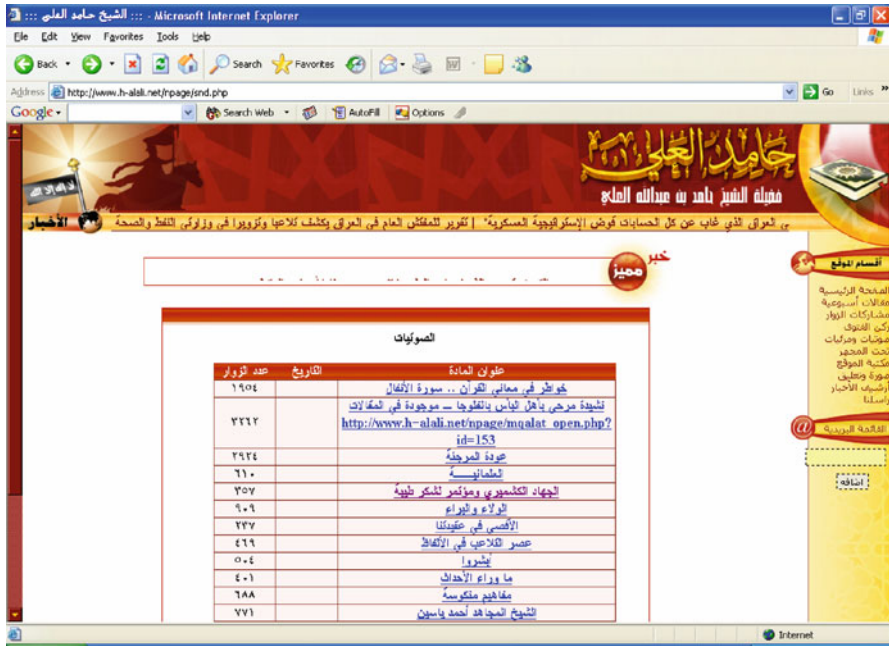 ::: الشيخ حامد العلي ::: - Microsoft Internet Explorer
File Edit View Favorites Tools Help
Back Search Favorites
Address http://www.h-alali.net/npage/snd.php Go Links
Google Search Web AutoFill Options
حامد العلي
فضيلة الشيخ حامد بن عبدالله العلي
الأخبار ي العراق الذي غاب عن كل الحسابات قوض الإستراتيجية العسكرية" | تقرير للمفتش العام في العراق يكشف تلاعبا وتزويرا في وزارتي النفط والصحة
خبر
مميز
أقسام الموقع
الصفحة الرئيسية
مقالات أسبوعية
مشاركات الزوار
ركن الفتوى
صوتيات ومرئيات
تحت المجهر
مكتبة الموقع
صورة وتعليق
أرشيف الأخبار
راسلنا
القائمة البريدية
اضافه
الصوتيات
عنوان المادة التاريخ عدد الزوار
خواطر في معاني القرآن .. سورة الأنفال ١٩٠٤
نشيدة مرحى بأهل البأس بالفلوجا ــ موجودة في المقالات
http://www.h-alali.net/npage/mqalat_open.php?
id=153 ٣٢٦٢
عودة المرجئة ٢٩٢٤
العلمانيــــة ٦١٠
الجهاد الكشميري ومؤتمر لشكر طيبة ٣٥٧
الولاء والبراء ٩٠٩
الأقصى في عقيدتنا ٢٣٧
عصر التلاعب في الألفاظ ٤٦٩
أبشروا ٥٠٤
ما وراء الأحداث ٤٠١
مفاهيم منكوسة ٦٨٨
الشيخ المجاهد أحمد ياسين ٧٧١
Internet